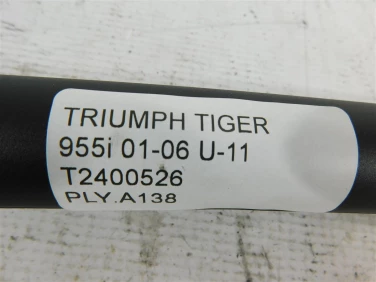 TRIUMPH TIGER
955i 01-06 U-11
T2400526
PLY.A138